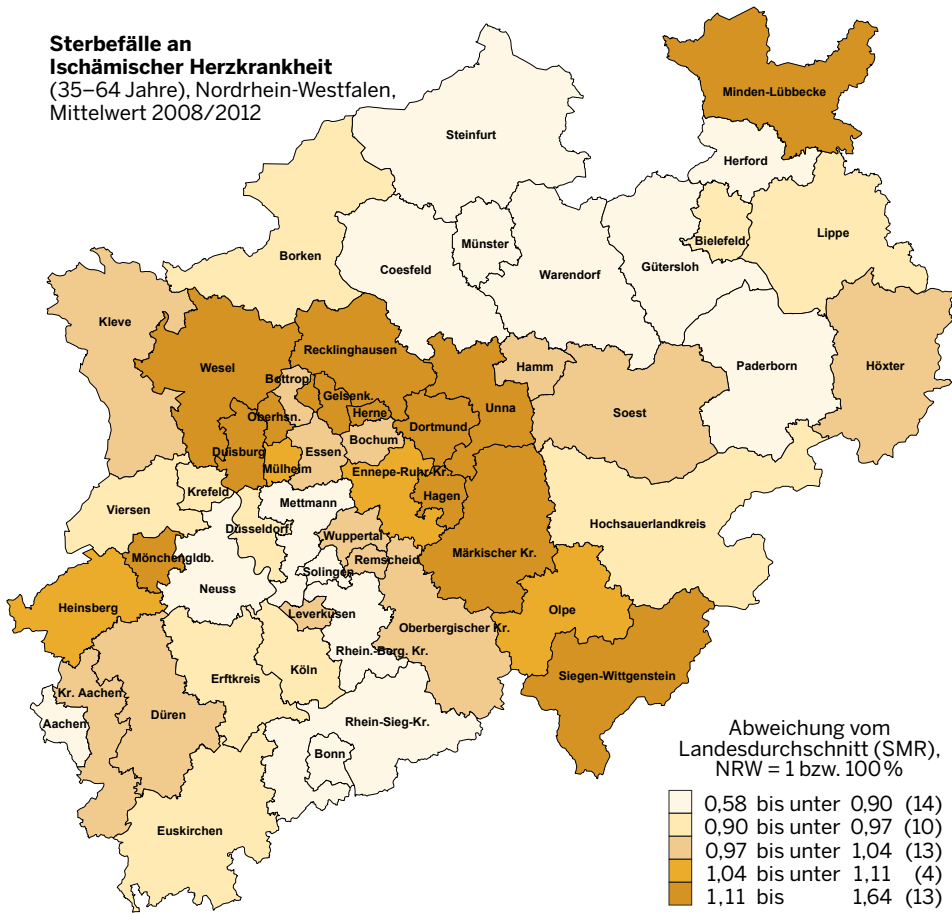 Sterbefälle an
Ischämischer Herzkrankheit
(35–64 Jahre), Nordrhein-Westfalen,
Mittelwert 2008/2012
Minden-Lübbecke
Steinfurt
Herford
Borken
Münster
Bielefeld
Lippe
Coesfeld
Warendorf
Gütersloh
Kleve
Recklinghausen
Wesel
Hamm
Paderborn
Höxter
Bottrop
Gelsenk.
Unna
Soest
Oberhsn.
Herne
Dortmund
Bochum
Duisburg
Essen
Mülheim
Ennepe-Ruhr-Kr.
Krefeld
Mettmann
Hagen
Viersen
Düsseldorf
Hochsauerlandkreis
Wuppertal
Mönchengldb.
Remscheid
Märkischer Kr.
Solingen
Neuss
Heinsberg
Leverkusen
Olpe
Oberbergischer Kr.
Rhein.-Berg. Kr.
Köln
Erftkreis
Siegen-Wittgenstein
Kr. Aachen
Düren
Aachen
Rhein-Sieg-Kr.
Bonn
Euskirchen
Abweichung vom
Landesdurchschnitt (SMR),
NRW = 1 bzw. 100 %
0,58 bis unter 0,90 (14)
0,90 bis unter 0,97 (10)
0,97 bis unter 1,04 (13)
1,04 bis unter 1,11 (4)
1,11 bis 1,64 (13)